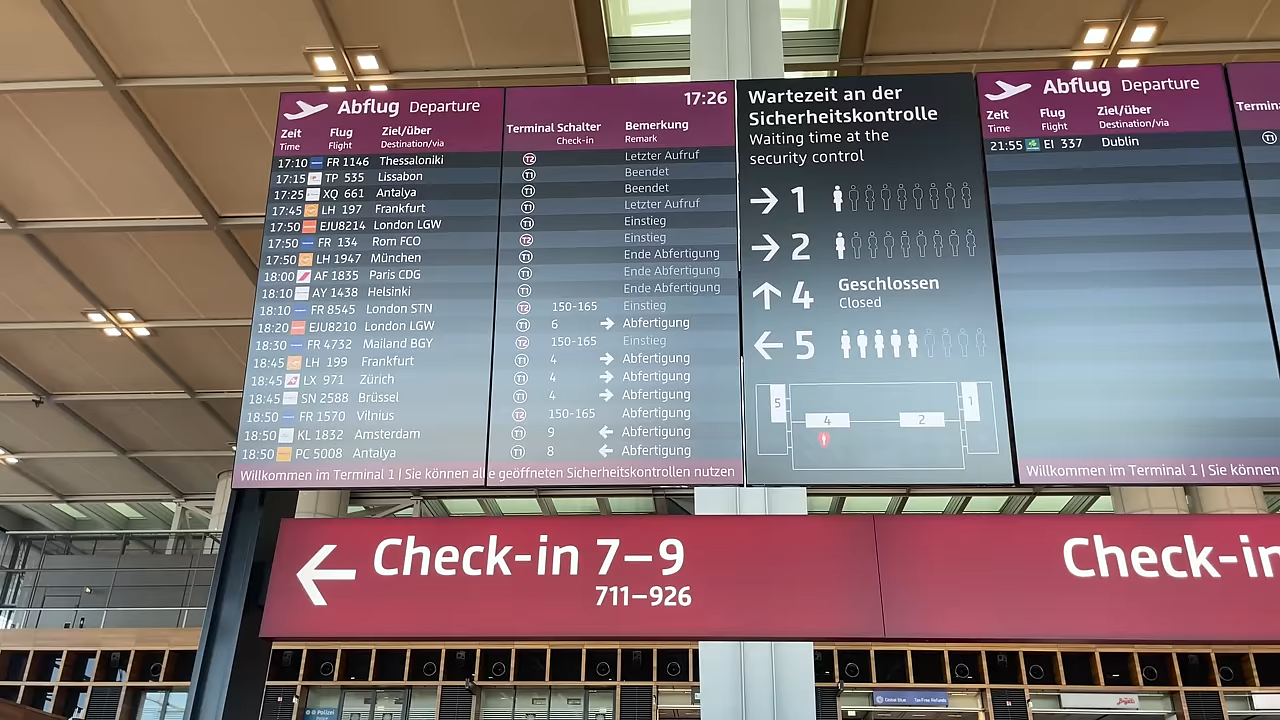 Abflug Departure
17:26
Zeit Flug Ziel/über Terminal Schalter Bemerkung
Time Flight Destination/via Check-in Remark
17:10 FR 1146 Thessaloniki T2 Letzter Aufruf
17:15 TP 535 Lissabon T1 Beendet
17:25 XQ 661 Antalya T1 Beendet
17:45 LH 197 Frankfurt T1 Letzter Aufruf
17:50 EJU8214 London LGW T1 Einstieg
17:50 FR 134 Rom FCO T2 Einstieg
17:50 LH 1947 München T1 Ende Abfertigung
18:00 AF 1835 Paris CDG T1 Ende Abfertigung
18:10 AY 1438 Helsinki T1 Ende Abfertigung
18:10 FR 8545 London STN T2 150-165 Einstieg
18:20 EJU8210 London LGW T1 6 → Abfertigung
18:30 FR 4732 Mailand BGY T2 150-165 Einstieg
18:45 LH 199 Frankfurt T1 4 → Abfertigung
18:45 LX 971 Zürich T1 4 → Abfertigung
18:45 SN 2588 Brüssel T1 4 → Abfertigung
18:50 FR 1570 Vilnius T2 150-165 Abfertigung
18:50 KL 1832 Amsterdam T1 9 ← Abfertigung
18:50 PC 5008 Antalya T1 8 ← Abfertigung
Willkommen im Terminal 1 | Sie können alle geöffneten Sicherheitskontrollen nutzen
Wartezeit an der
Sicherheitskontrolle
Waiting time at the
security control
→ 1
→ 2
↑ 4 Geschlossen
Closed
← 5
5 4 2 1
Abflug Departure
Zeit Flug Ziel/über Termin
Time Flight Destination/via
21:55 EI 337 Dublin T1
Willkommen im Terminal 1 | Sie können
← Check-in 7–9
711–926
Check-in
Polizei
Global Blue Tax Free Refunds